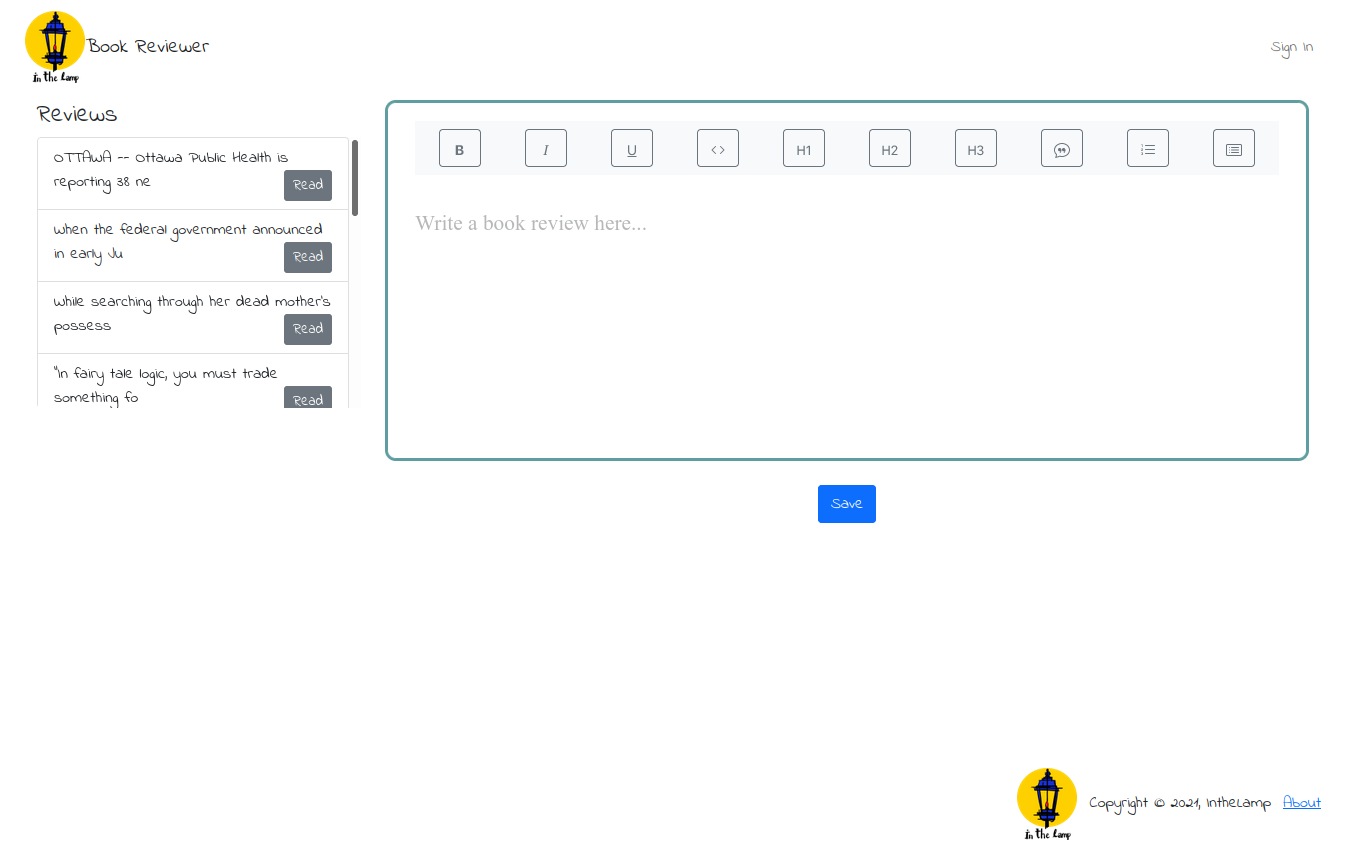 in the Lamp
Book Reviewer
Sign In
Reviews
OTTAWA -- Ottawa Public Health is
reporting 38 ne
Read
When the federal government announced
in early Ju
Read
While searching through her dead mother's
possess
Read
"In fairy tale logic, you must trade
something fo
Read
B
I
U
<>
H1
H2
H3
Write a book review here...
Save
in the Lamp
Copyright © 2021, IntheLamp
About